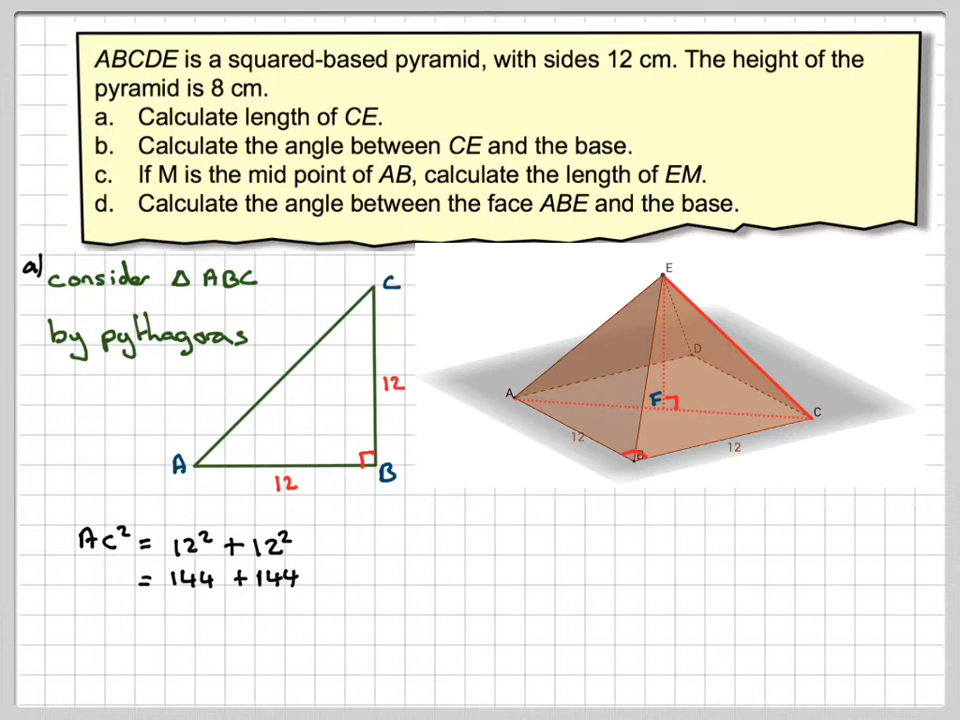 ABCDE is a squared-based pyramid, with sides 12 cm. The height of the
pyramid is 8 cm.
a. Calculate length of CE.
b. Calculate the angle between CE and the base.
c. If M is the mid point of AB, calculate the length of EM.
d. Calculate the angle between the face ABE and the base.
a) consider Δ ABC
by pythagoras
C
12
A
B
12
E
D
A
F
C
12
12
B
AC² = 12² + 12²
= 144 + 144